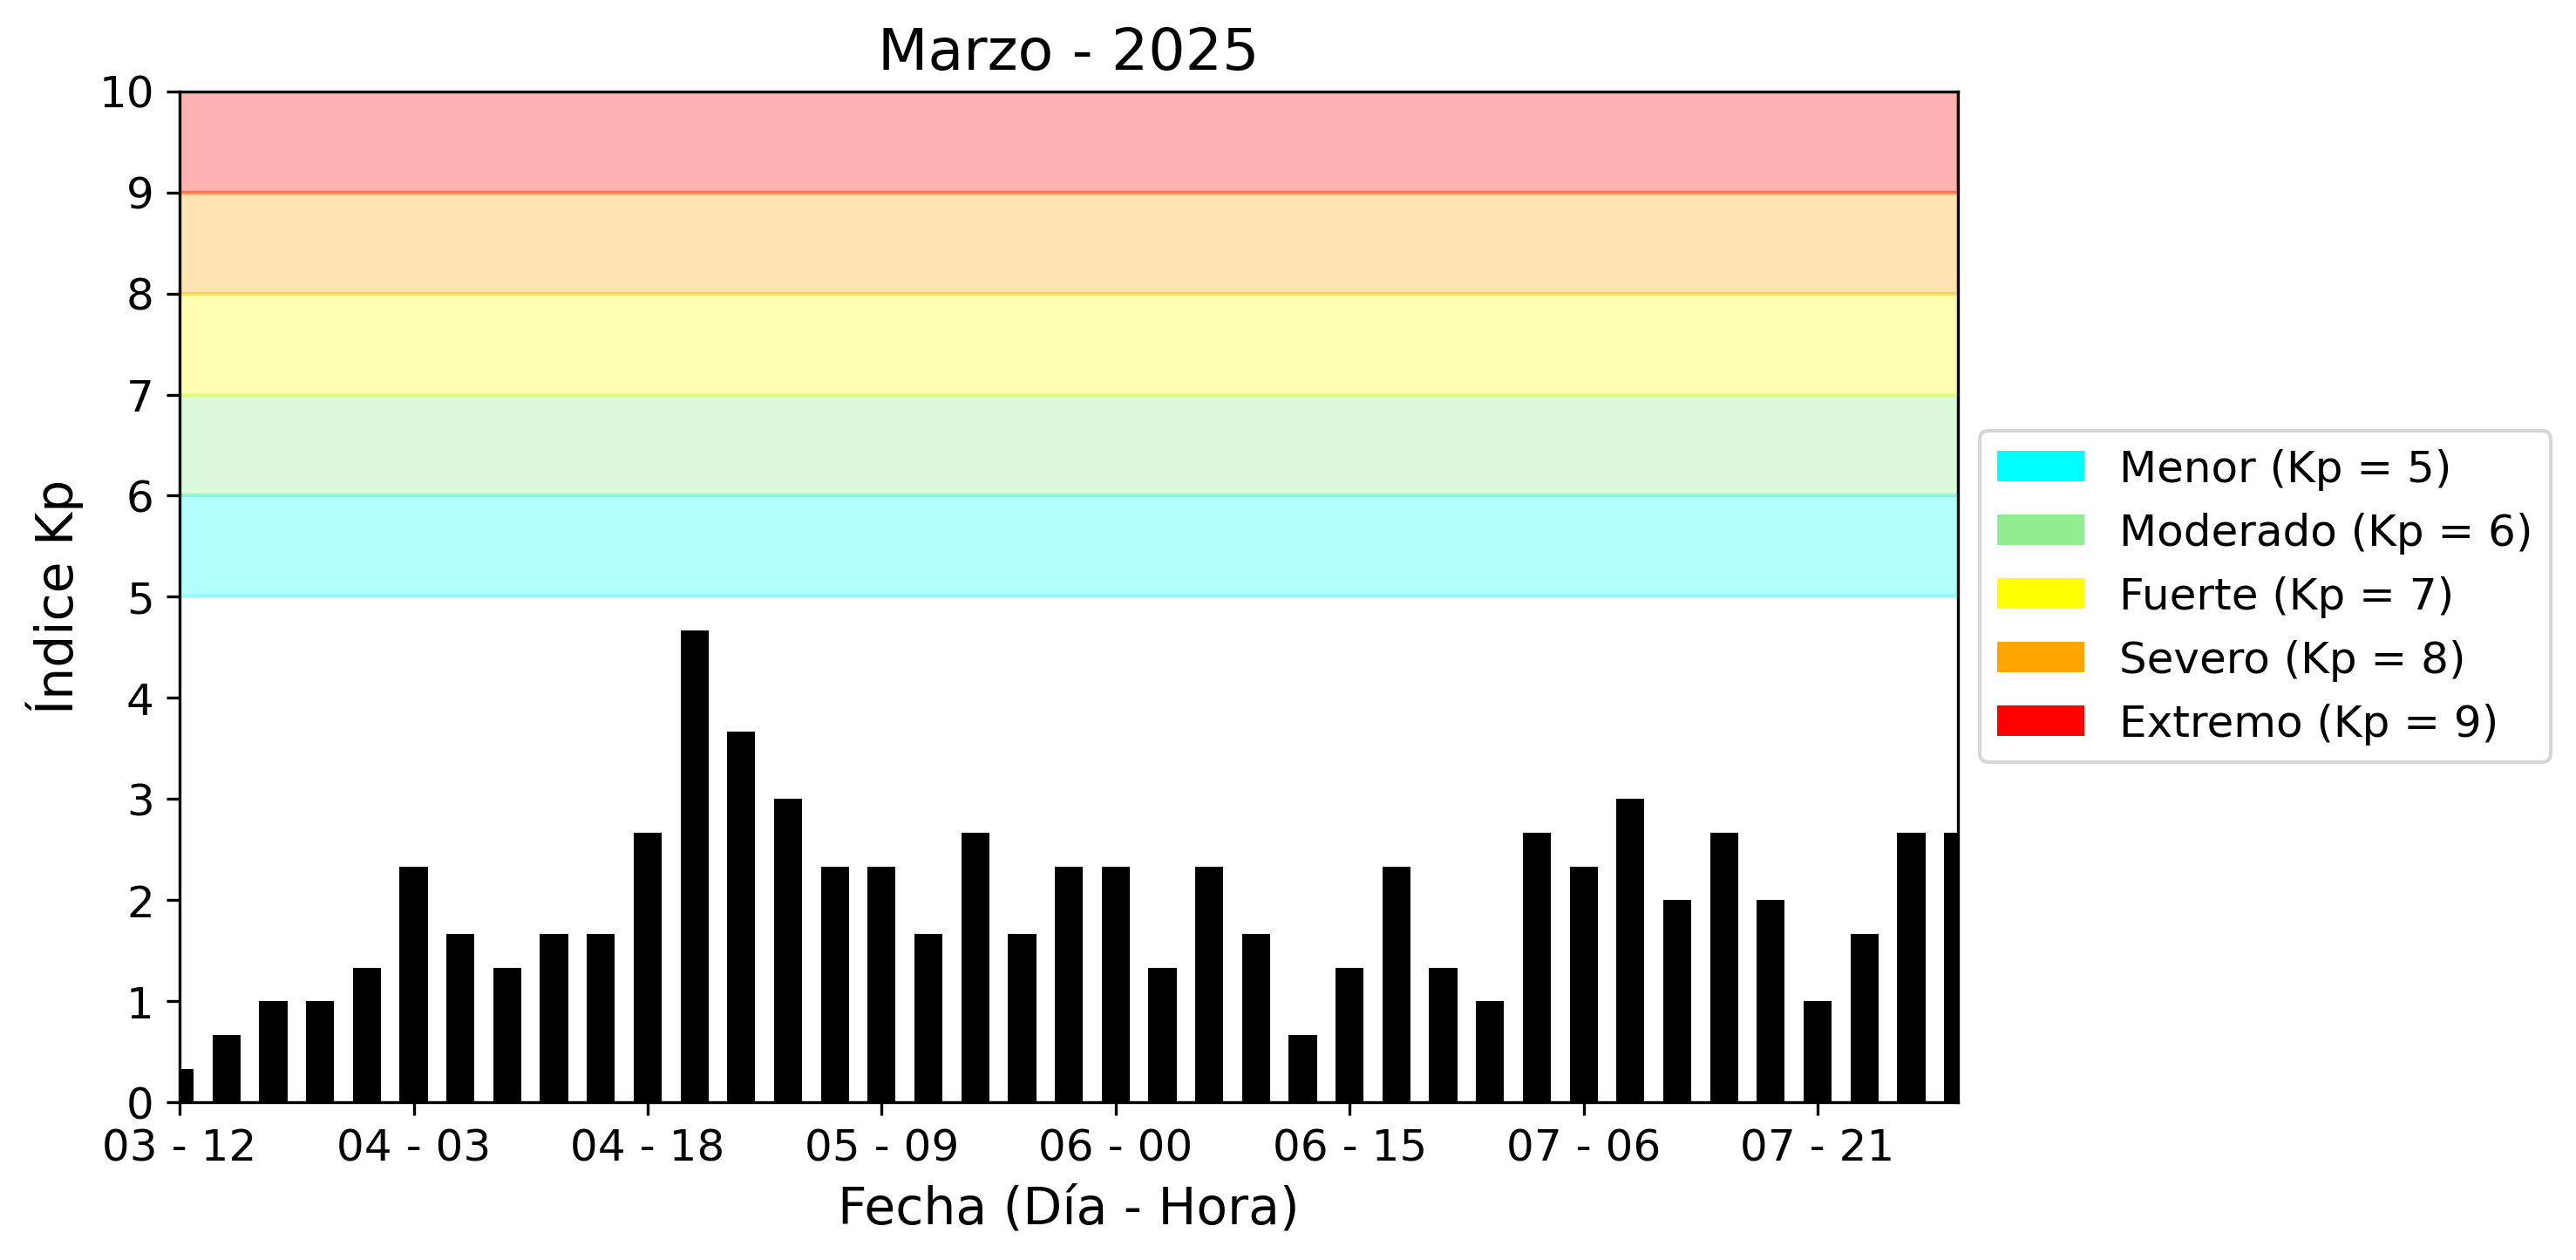 Marzo - 2025
10
9
8
7
6
5
4
3
2
1
0
Índice Kp
03 - 12
04 - 03
04 - 18
05 - 09
06 - 00
06 - 15
07 - 06
07 - 21
Fecha (Día - Hora)
Menor (Kp = 5)
Moderado (Kp = 6)
Fuerte (Kp = 7)
Severo (Kp = 8)
Extremo (Kp = 9)